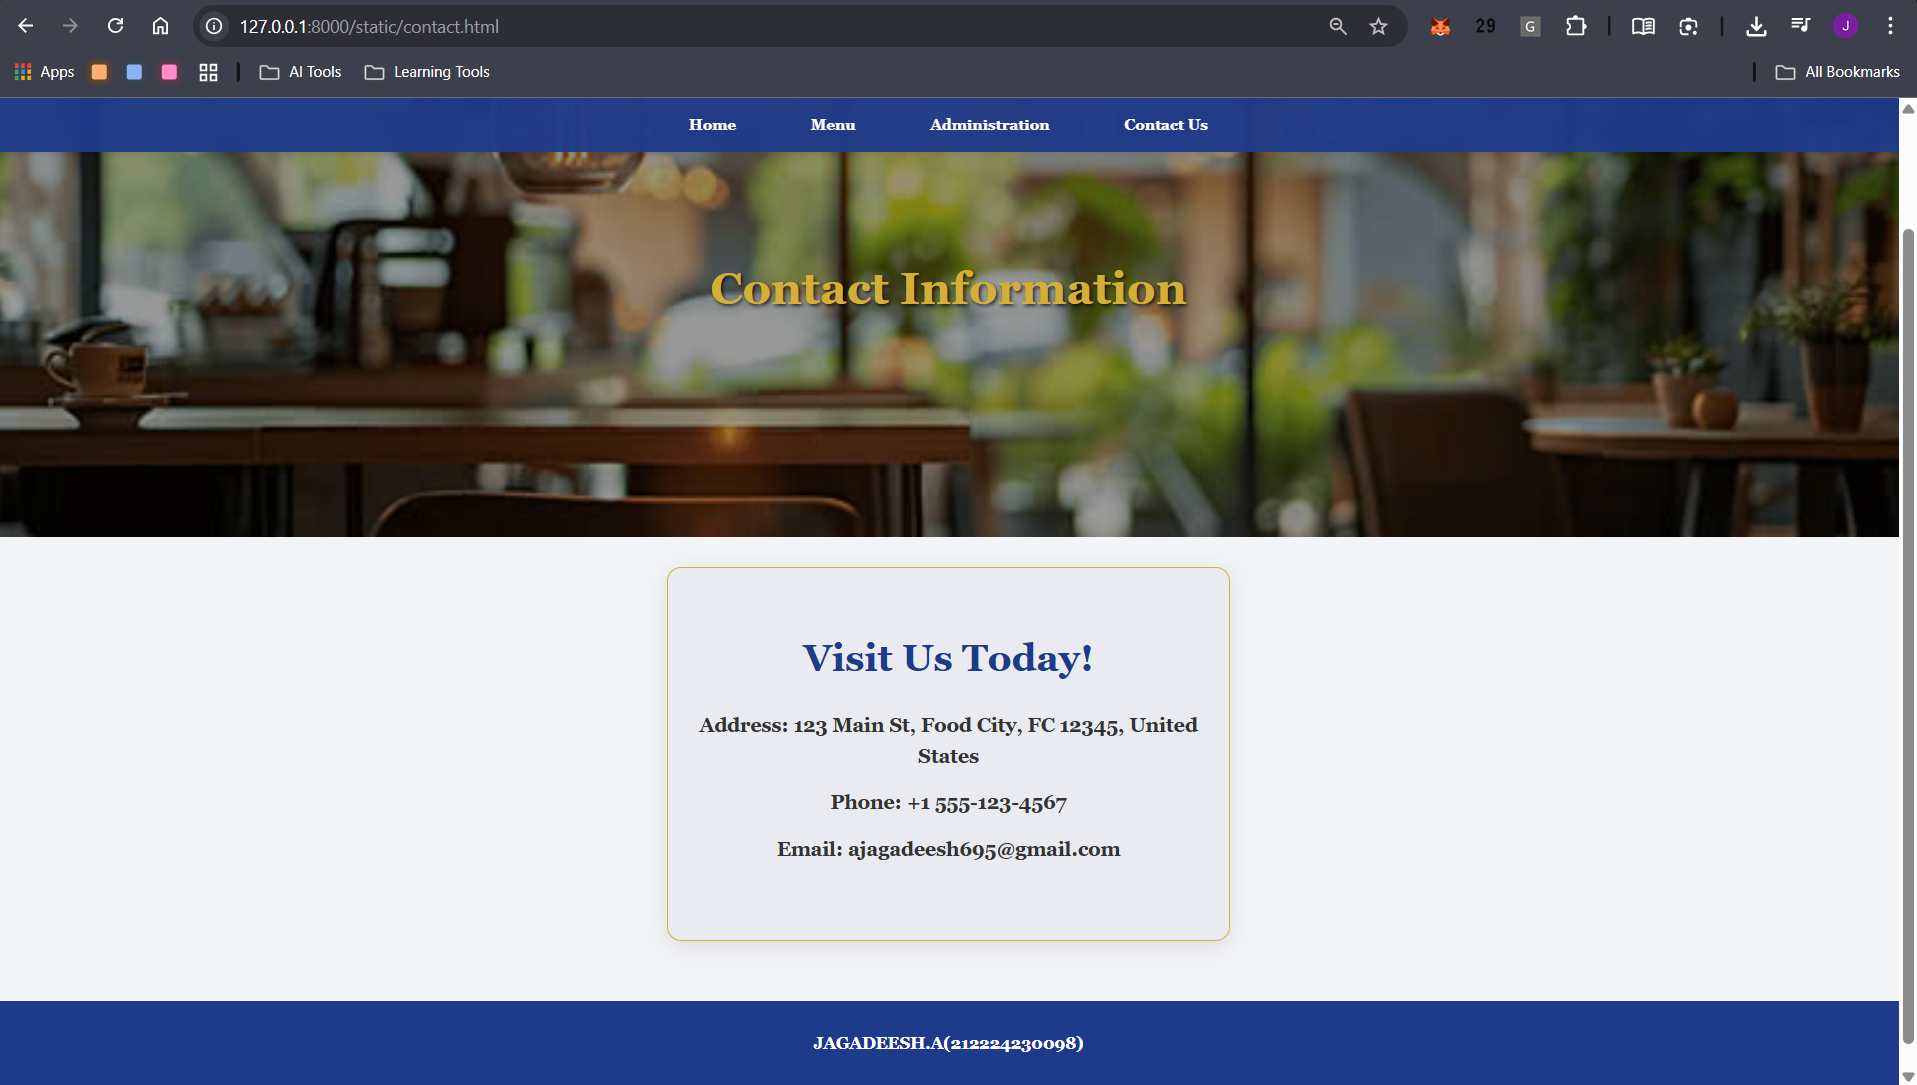 127.0.0.1:8000/static/contact.html
29
G
J
Apps
AI Tools
Learning Tools
All Bookmarks
Home
Menu
Administration
Contact Us
Contact Information
Visit Us Today!
Address: 123 Main St, Food City, FC 12345, United
States
Phone: +1 555-123-4567
Email: ajagadeesh695@gmail.com
JAGADEESH.A(212224230098)